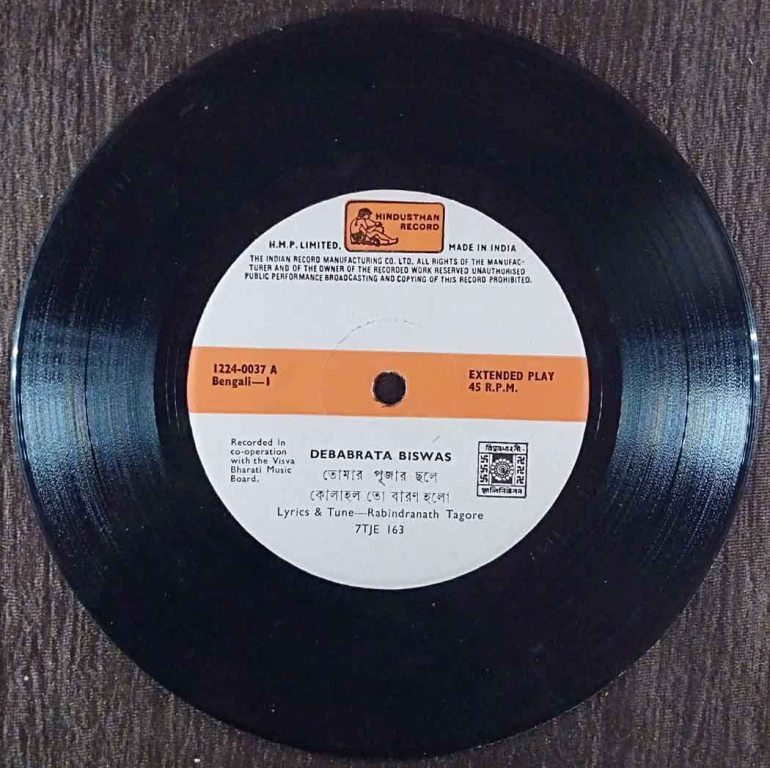 HINDUSTHAN
RECORD
H.M.P. LIMITED.
MADE IN INDIA
THE INDIAN RECORD MANUFACTURING CO. LTD. ALL RIGHTS OF THE MANUFAC-
TURER AND OF THE OWNER OF THE RECORDED WORK RESERVED UNAUTHORISED
PUBLIC PERFORMANCE BROADCASTING AND COPYING OF THIS RECORD PROHIBITED.
1224-0037 A
Bengali—1
EXTENDED PLAY
45 R.P.M.
Recorded in
co-operation
with the Visva
Bharati Music
Board.
DEBABRATA BISWAS
তোমার পূজার ছলে
কোলাহল তো বারণ হলো
Lyrics & Tune—Rabindranath Tagore
7TJE 163